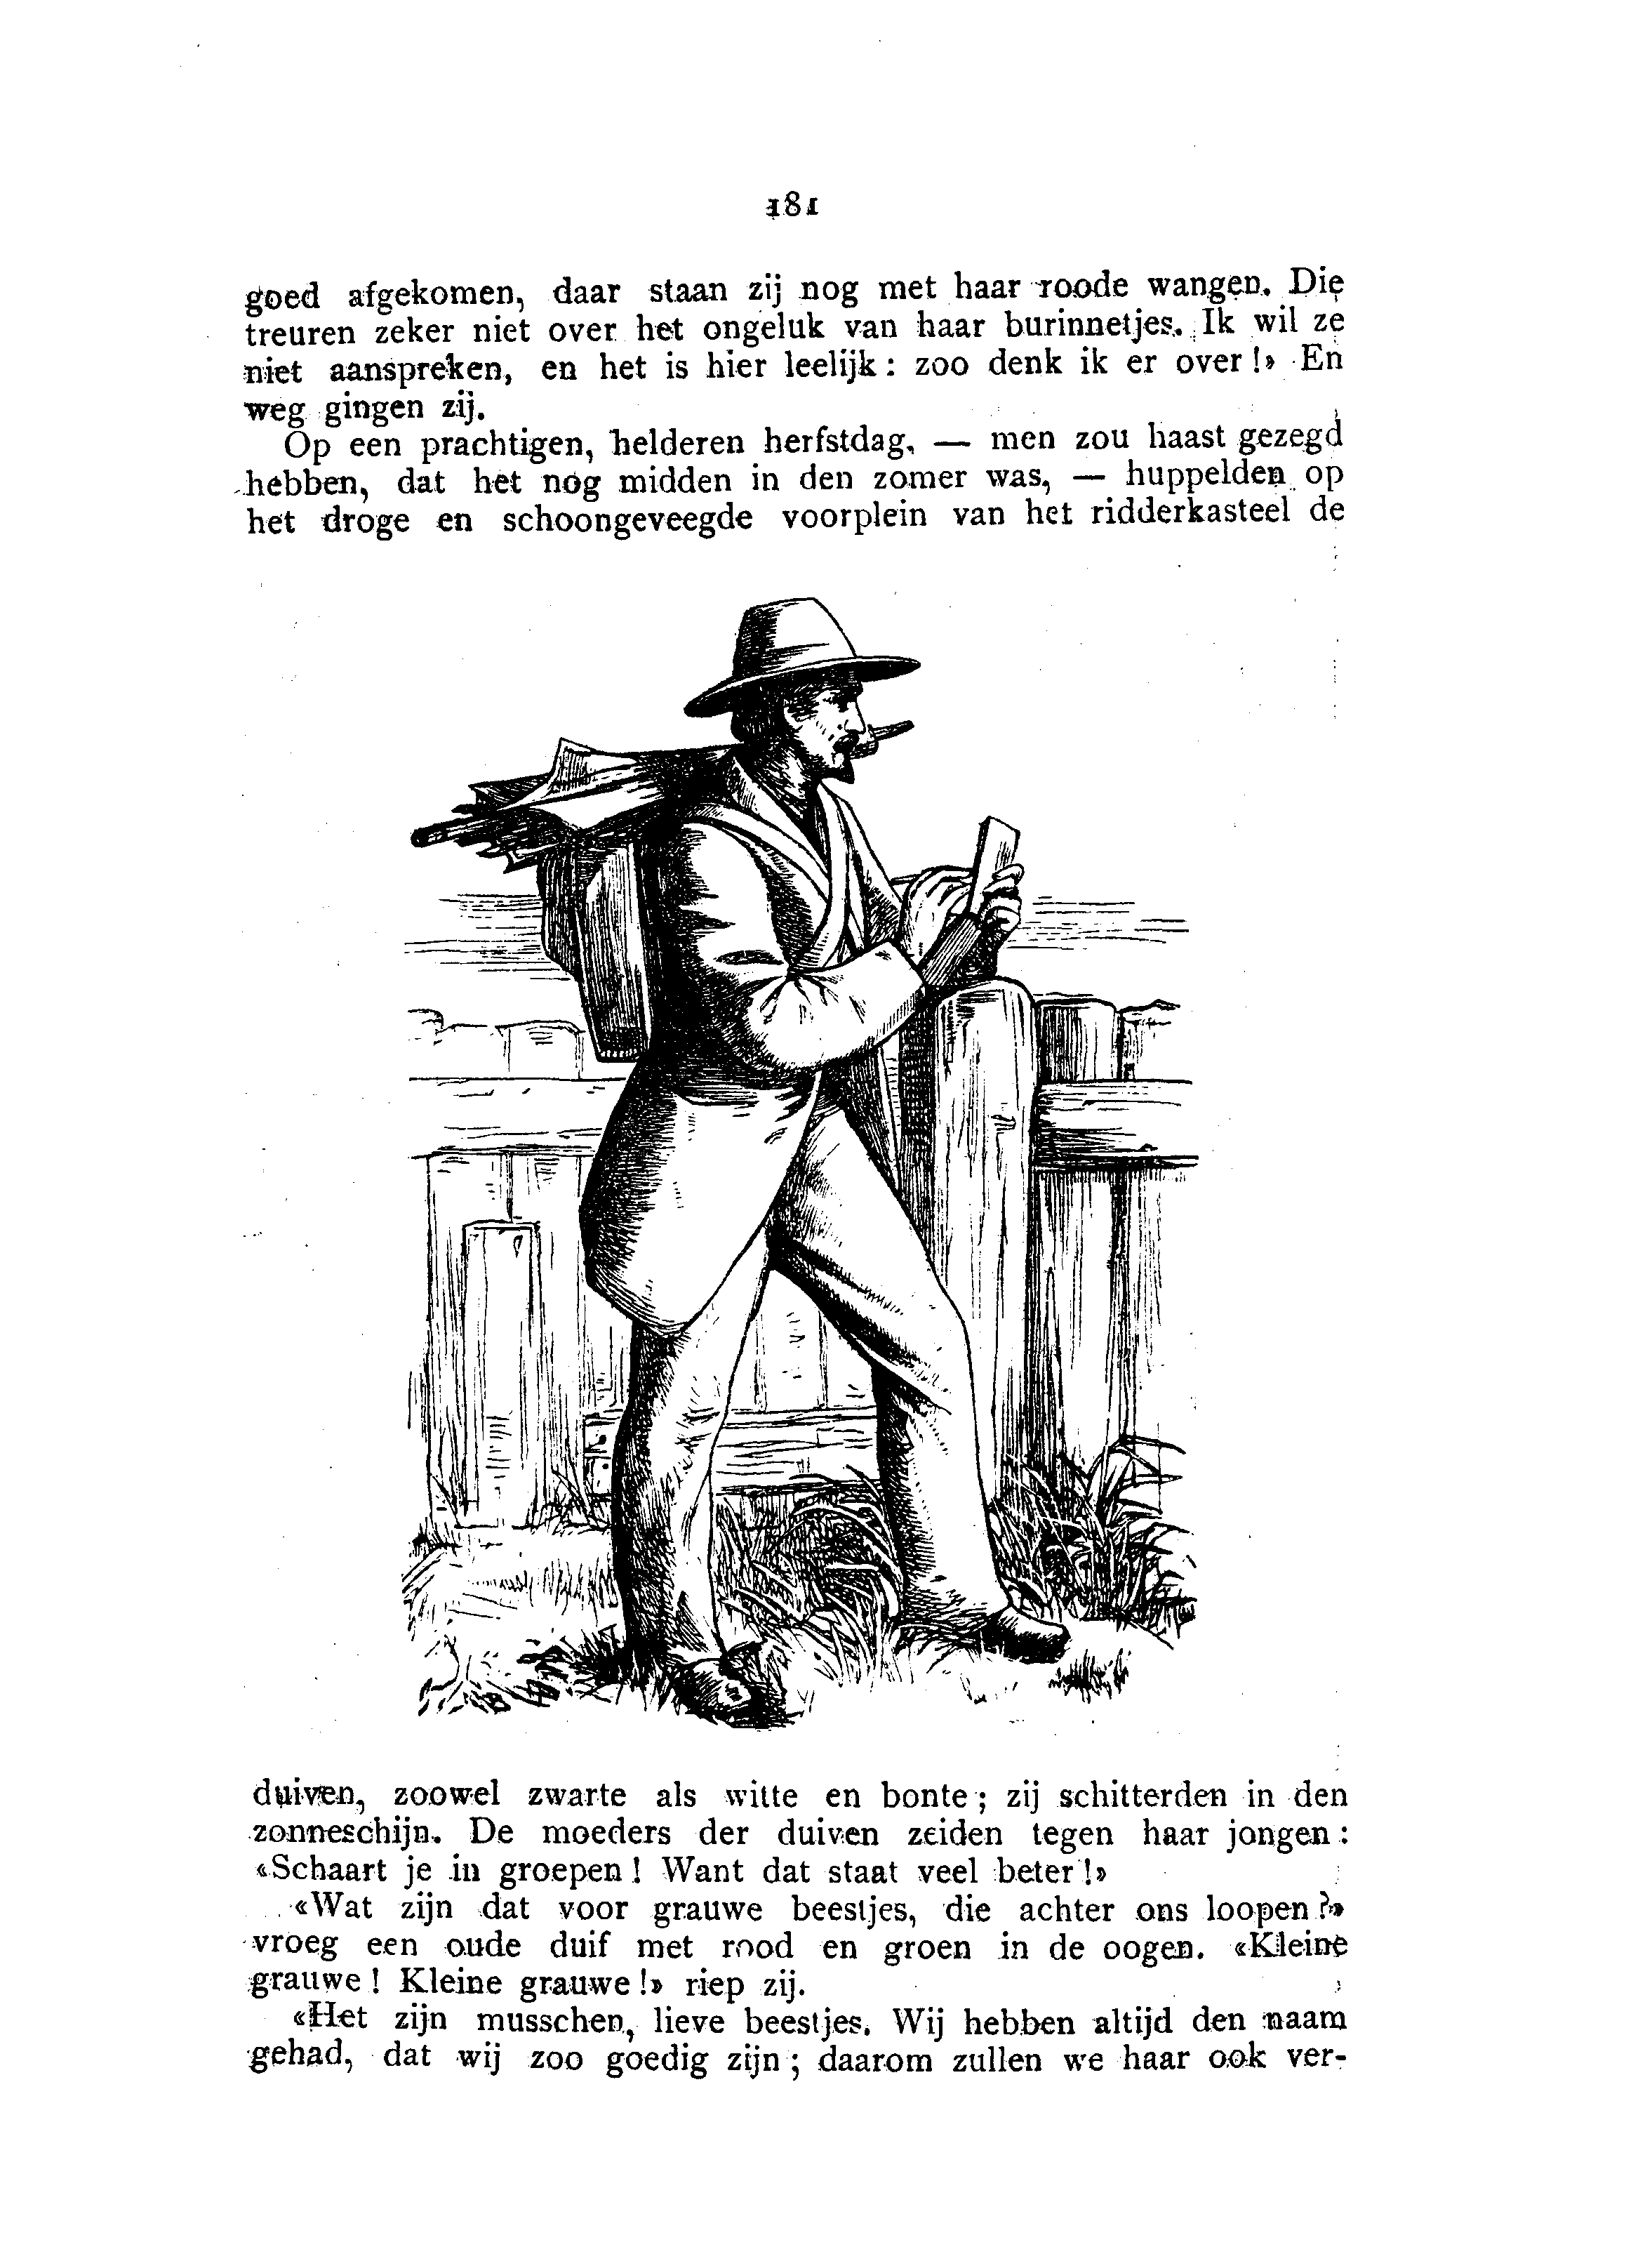 181
goed afgekomen, daar staan zij nog met haar roode wangen. Die
treuren zeker niet over het ongeluk van haar burinnetjes. Ik wil ze
niet aanspreken, en het is hier leelijk: zoo denk ik er over!» En
weg gingen zij.
Op een prachtigen, helderen herfstdag, — men zou haast gezegd
hebben, dat het nog midden in den zomer was, — huppelden op
het droge en schoongeveegde voorplein van het ridderkasteel de
duiven, zoowel zwarte als witte en bonte; zij schitterden in den
zonneschijn. De moeders der duiven zeiden tegen haar jongen:
«Schaart je in groepen! Want dat staat veel beter!»
«Wat zijn dat voor grauwe beestjes, die achter ons loopen?»
vroeg een oude duif met rood en groen in de oogen. «Kleine
grauwe! Kleine grauwe!» riep zij.
«Het zijn musschen, lieve beestjes. Wij hebben altijd den naam
gehad, dat wij zoo goedig zijn; daarom zullen we haar ook ver-